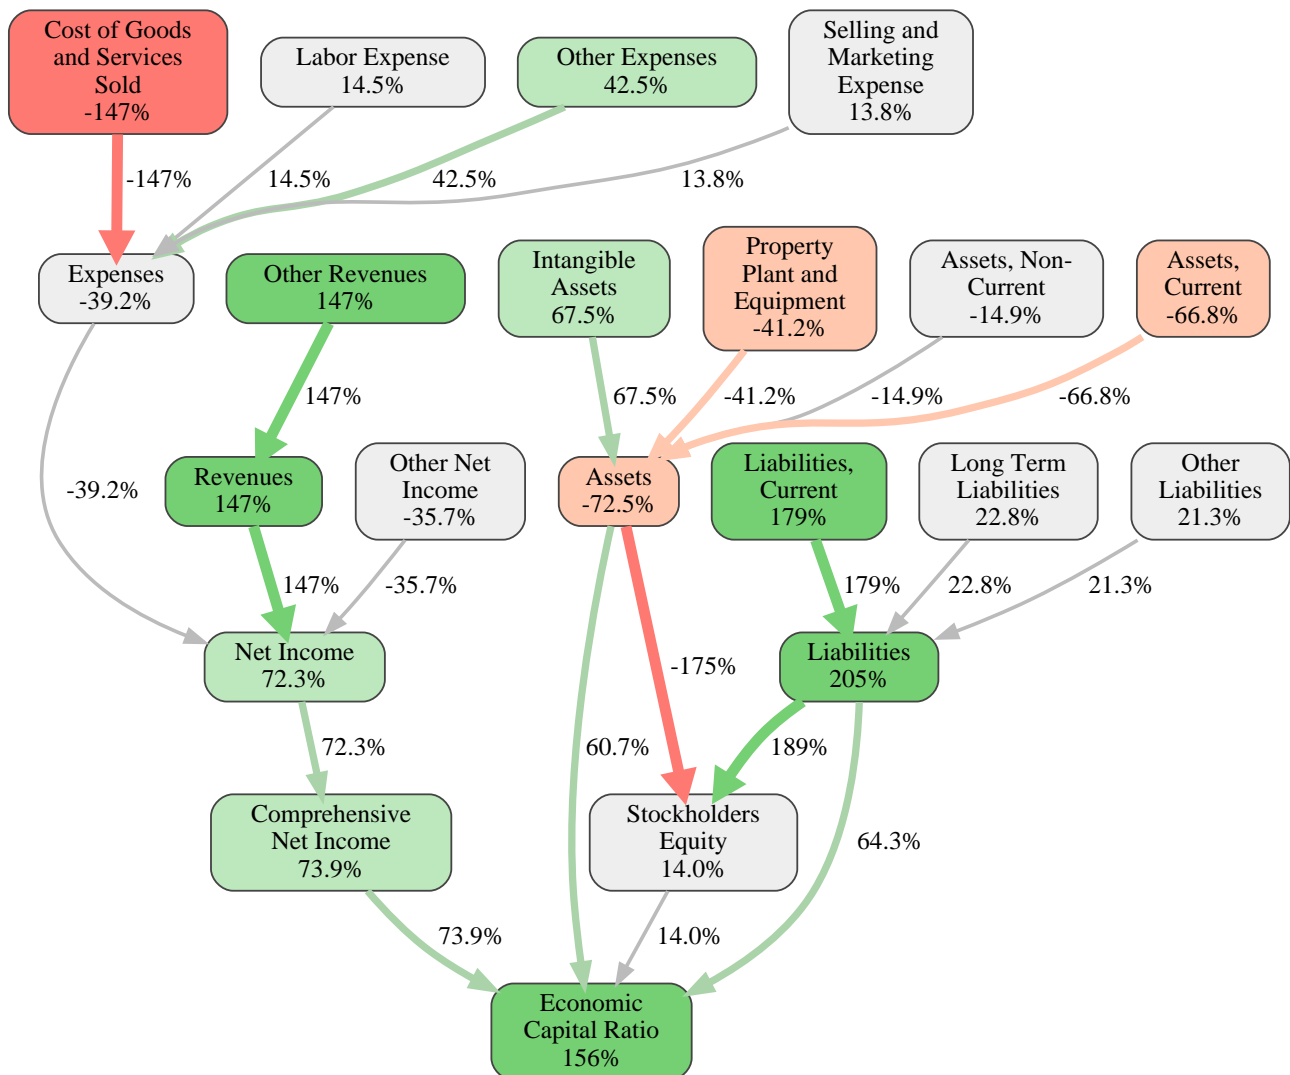 Cost of Goods
and Services
Sold
-147%
Labor Expense
14.5%
Other Expenses
42.5%
Selling and
Marketing
Expense
13.8%
-147%
14.5%
42.5%
13.8%
Expenses
-39.2%
Other Revenues
147%
Intangible
Assets
67.5%
Property
Plant and
Equipment
-41.2%
Assets, Non-
Current
-14.9%
Assets,
Current
-66.8%
147%
67.5%
-41.2%
-14.9%
-66.8%
-39.2%
Revenues
147%
Other Net
Income
-35.7%
Assets
-72.5%
Liabilities,
Current
179%
Long Term
Liabilities
22.8%
Other
Liabilities
21.3%
147%
-35.7%
179%
22.8%
21.3%
Net Income
72.3%
-175%
Liabilities
205%
72.3%
60.7%
189%
Comprehensive
Net Income
73.9%
Stockholders
Equity
14.0%
64.3%
73.9%
14.0%
Economic
Capital Ratio
156%